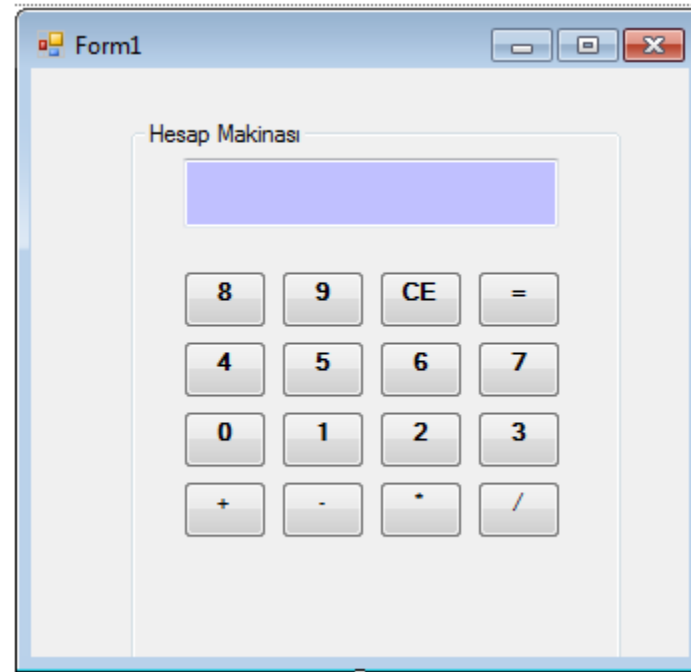 Form1
Hesap Makinası
8 9 CE =
4 5 6 7
0 1 2 3
+ - * /